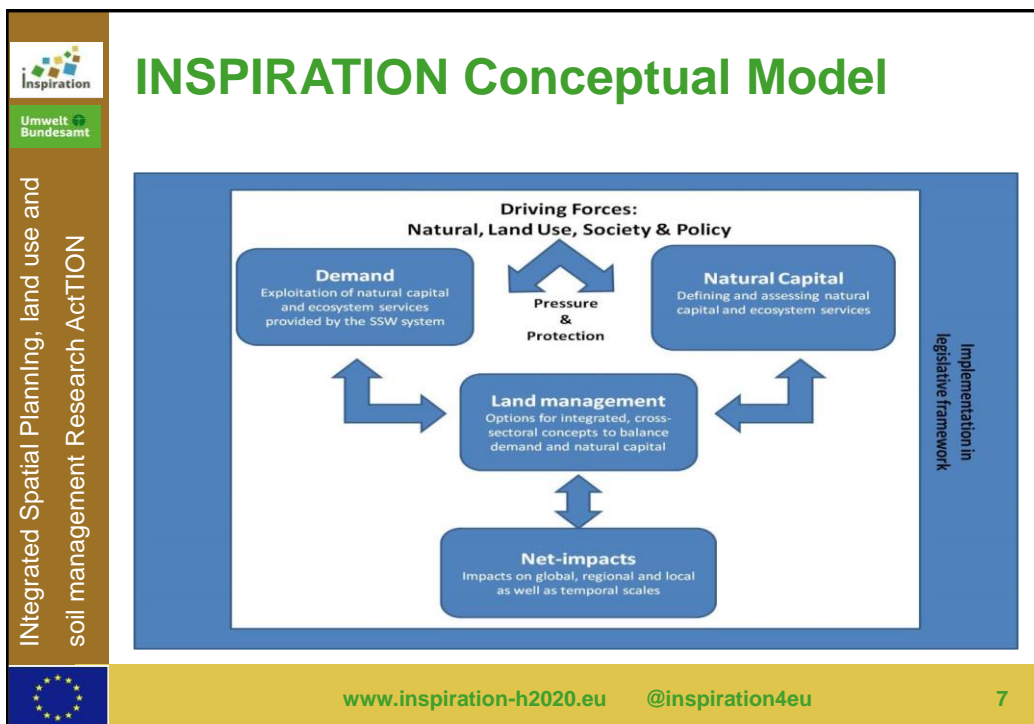 inspiration
Umwelt
Bundesamt
INtegrated Spatial PlannIng, land use and
soil management Research ActTION
INSPIRATION Conceptual Model
Driving Forces:
Natural, Land Use, Society & Policy
Demand
Exploitation of natural capital
and ecosystem services
provided by the SSW system
Pressure
&
Protection
Natural Capital
Defining and assessing natural
capital and ecosystem services
Land management
Options for integrated, cross-
sectoral concepts to balance
demand and natural capital
Net-impacts
Impacts on global, regional and local
as well as temporal scales
Implementation in
legislative framework
www.inspiration-h2020.eu @inspiration4eu 7